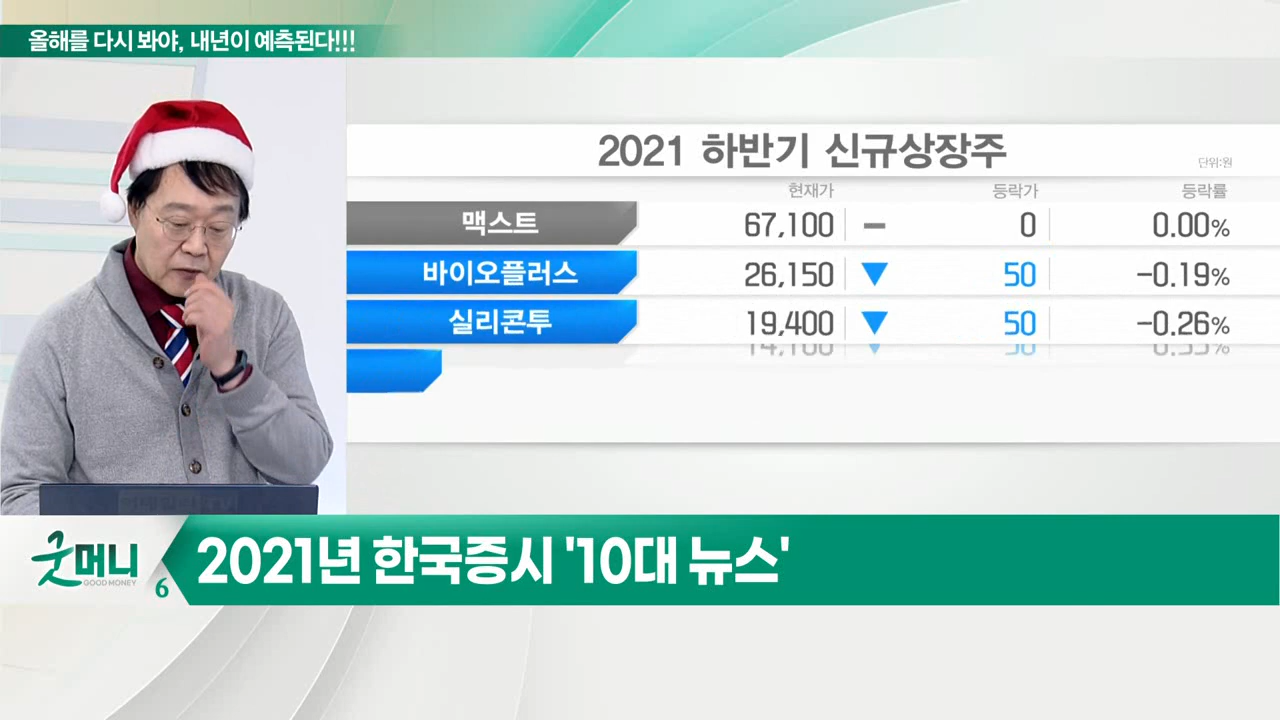 올해를 다시 봐야, 내년이 예측된다!!!
2021 하반기 신규상장주
단위:원
현재가 등락가 등락률
맥스트 67,100 0 0.00%
바이오플러스 26,150 ▼ 50 -0.19%
실리콘투 19,400 ▼ 50 -0.26%
굿머니
GOOD MONEY
6
2021년 한국증시 '10대 뉴스'